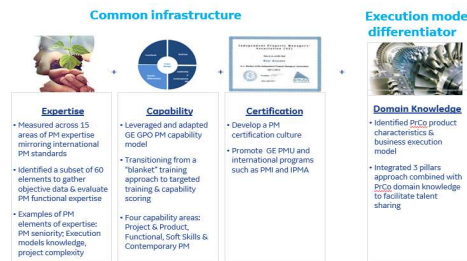 Common infrastructure
Execution mode
differentiator
Independent Property Managers'
+
+
+
Expertise
• Measured across 15
areas of PM expertise
mirroring international
PM standards
• Identified a subset of 60
elements to gather
objective data & evaluate
PM functional expertise
• Examples of PM
elements of expertise:
PM seniority; Execution
models knowledge,
project complexity
Capability
• Leveraged and adapted
GE GPO PM capability
model
• Transitioning from a
"blanket" training
approach to targeted
training & capability
scoring
• Four capability areas:
Project & Product,
Functional, Soft Skills &
Contemporary PM
Certification
• Develop a PM
certification culture
• Promote GE PMU and
international programs
such as PMI and IPMA
Domain Knowledge
• Identified PrCo product
characteristics &
business execution
model
• Integrated 3 pillars
approach combined with
PrCo domain knowledge
to facilitate talent
sharing